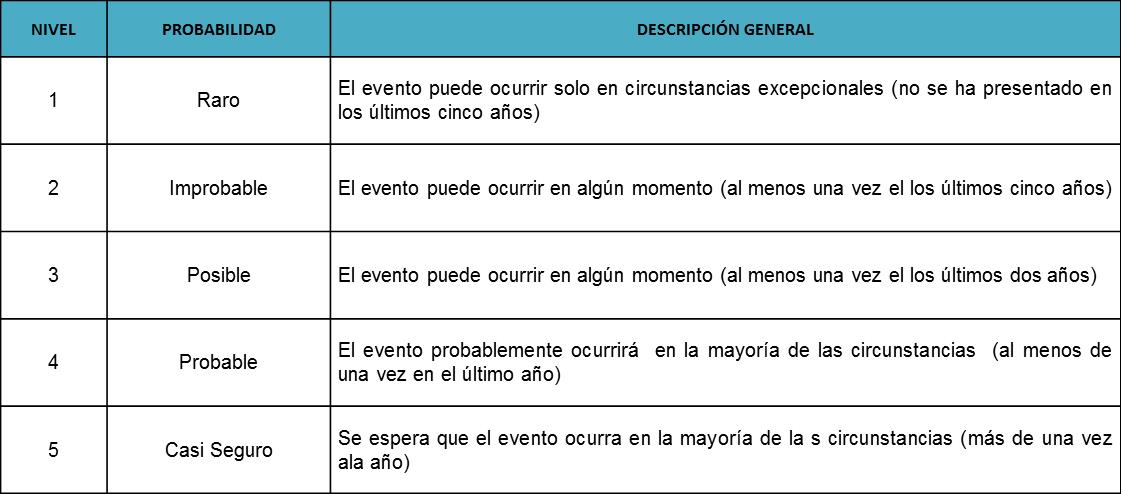 NIVEL PROBABILIDAD DESCRIPCIÓN GENERAL
1 Raro El evento puede ocurrir solo en circunstancias excepcionales (no se ha presentado en
los últimos cinco años)
2 Improbable El evento puede ocurrir en algún momento (al menos una vez el los últimos cinco años)
3 Posible El evento puede ocurrir en algún momento (al menos una vez el los últimos dos años)
4 Probable El evento probablemente ocurrirá en la mayoría de las circunstancias (al menos de
una vez en el último año)
5 Casi Seguro Se espera que el evento ocurra en la mayoría de la s circunstancias (más de una vez
ala año)